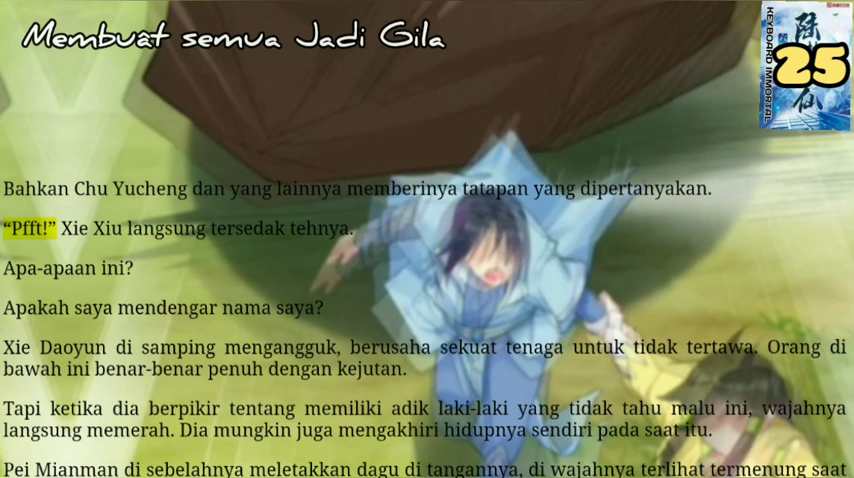 Membuat semua Jadi Gila
KEYBOARD IMMORTAL
25
Bahkan Chu Yucheng dan yang lainnya memberinya tatapan yang dipertanyakan.
“Pfft!” Xie Xiu langsung tersedak tehnya.
Apa-apaan ini?
Apakah saya mendengar nama saya?
Xie Daoyun di samping mengangguk, berusaha sekuat tenaga untuk tidak tertawa. Orang di
bawah ini benar-benar penuh dengan kejutan.
Tapi ketika dia berpikir tentang memiliki adik laki-laki yang tidak tahu malu ini, wajahnya
langsung memerah. Dia mungkin juga mengakhiri hidupnya sendiri pada saat itu.
Pei Mianman di sebelahnya meletakkan dagu di tangannya, di wajahnya terlihat termenung saat